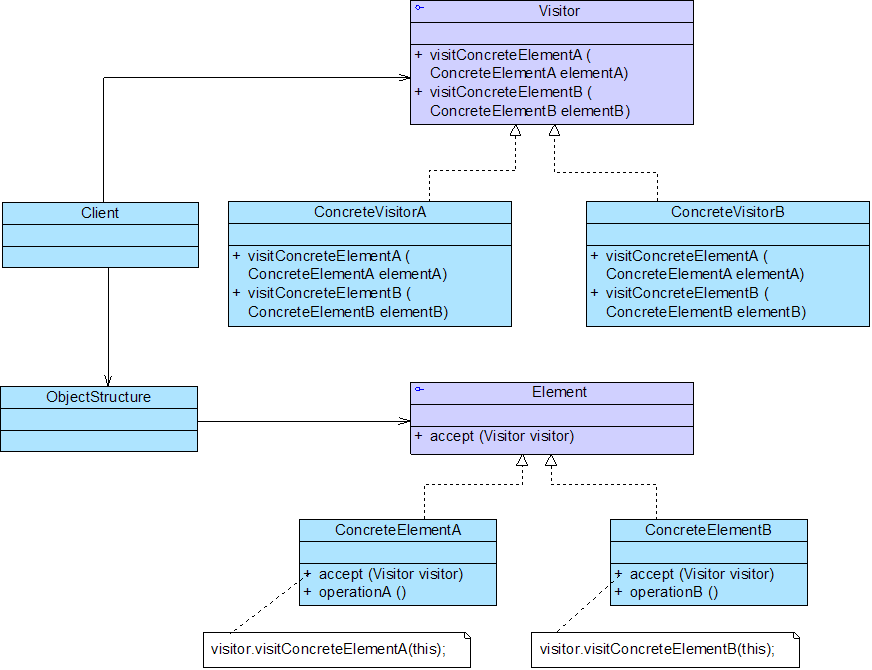 Visitor
+ visitConcreteElementA (
ConcreteElementA elementA)
+ visitConcreteElementB (
ConcreteElementB elementB)
Client
ConcreteVisitorA
+ visitConcreteElementA (
ConcreteElementA elementA)
+ visitConcreteElementB (
ConcreteElementB elementB)
ConcreteVisitorB
+ visitConcreteElementA (
ConcreteElementA elementA)
+ visitConcreteElementB (
ConcreteElementB elementB)
ObjectStructure
Element
+ accept (Visitor visitor)
ConcreteElementA
+ accept (Visitor visitor)
+ operationA ()
ConcreteElementB
+ accept (Visitor visitor)
+ operationB ()
visitor.visitConcreteElementA(this);
visitor.visitConcreteElementB(this);